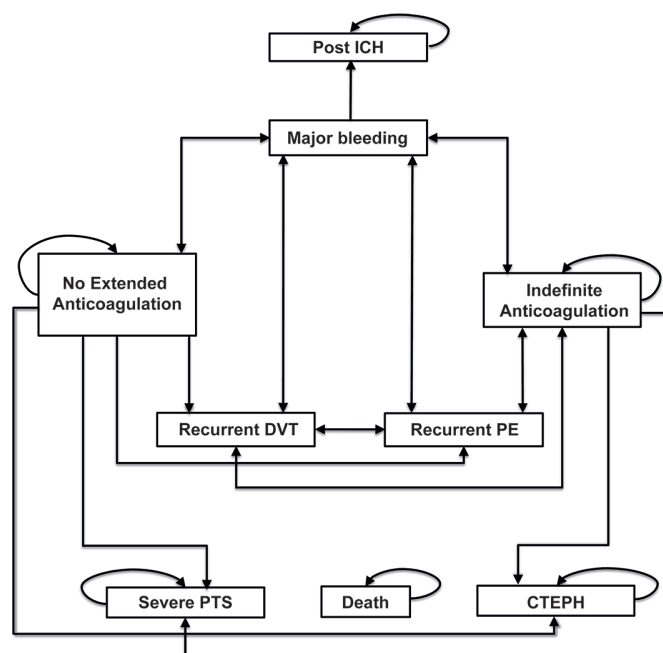 Post ICH
Major bleeding
No Extended
Anticoagulation
Indefinite
Anticoagulation
Recurrent DVT
Recurrent PE
Severe PTS
Death
CTEPH